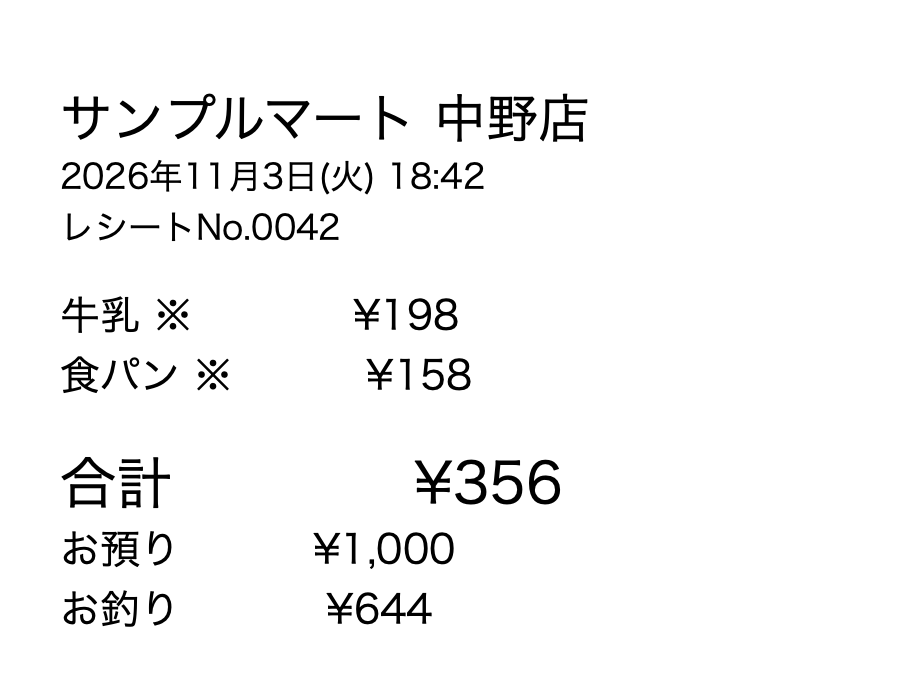 サンプルマート 中野店
2026年11月3日(火) 18:42
レシートNo.0042
牛乳 ※ ¥198
食パン ※ ¥158
合計 ¥356
お預り ¥1,000
お釣り ¥644